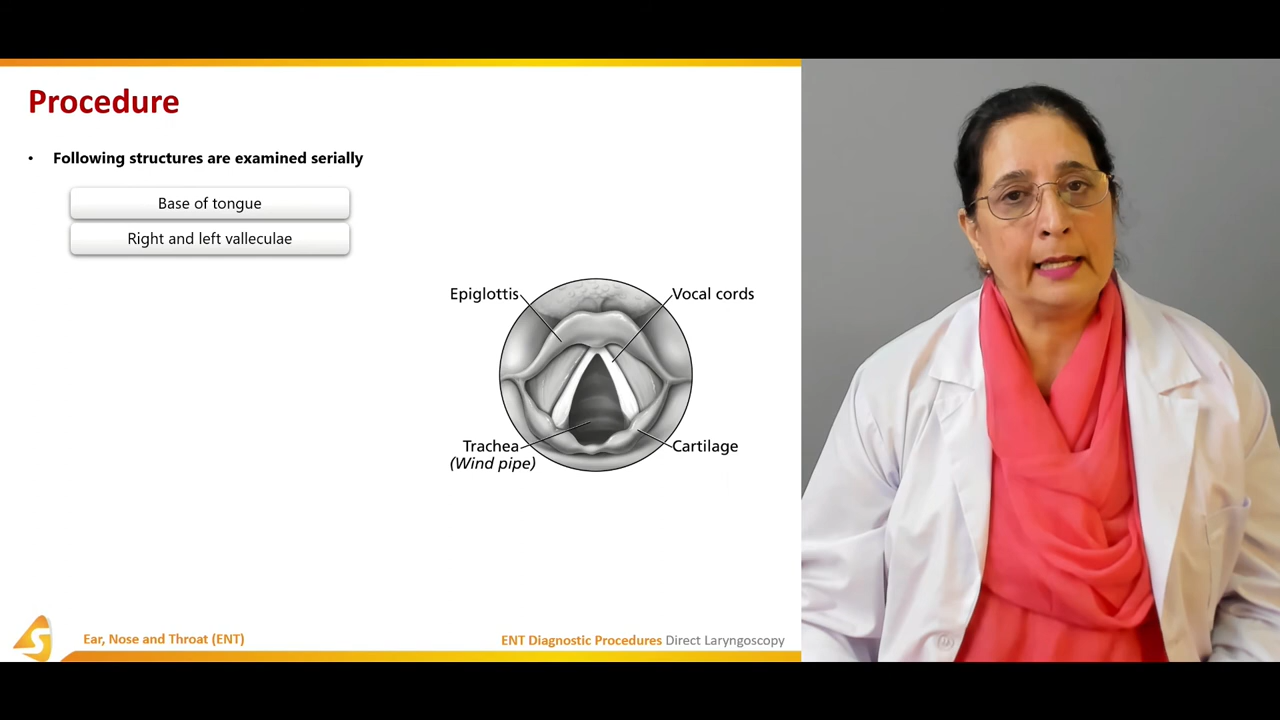 Procedure
• Following structures are examined serially
Base of tongue
Right and left valleculae
Epiglottis
Vocal cords
Trachea
(Wind pipe)
Cartilage
Ear, Nose and Throat (ENT)
ENT Diagnostic Procedures Direct Laryngoscopy